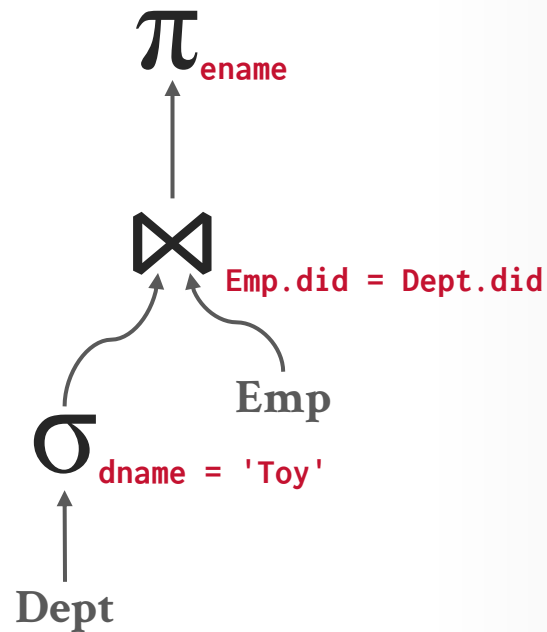 π ename
⋈ Emp.did = Dept.did
Emp
σ dname = 'Toy'
Dept